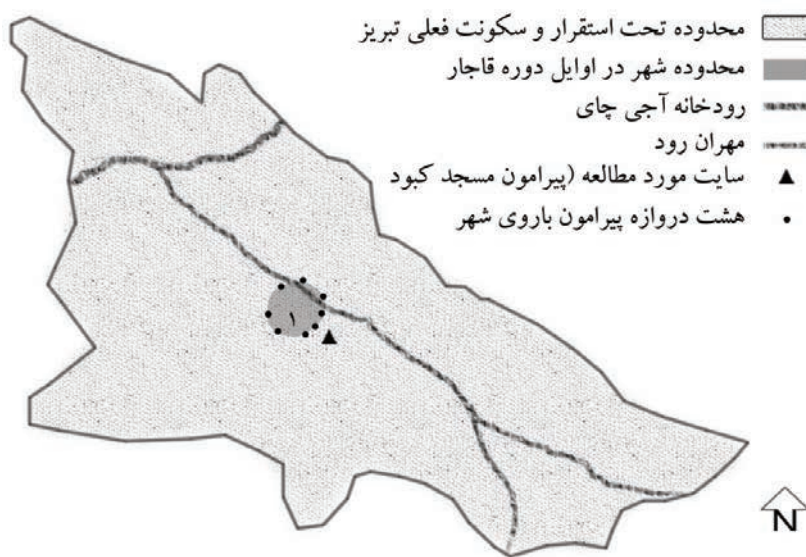 محدوده تحت استقرار و سکونت فعلی تبریز
محدوده شهر در اوایل دوره قاجار
رودخانه آجی چای
مهران رود
سایت مورد مطالعه (پیرامون مسجد کبود
هشت دروازه پیرامون باروی شهر
۱
N